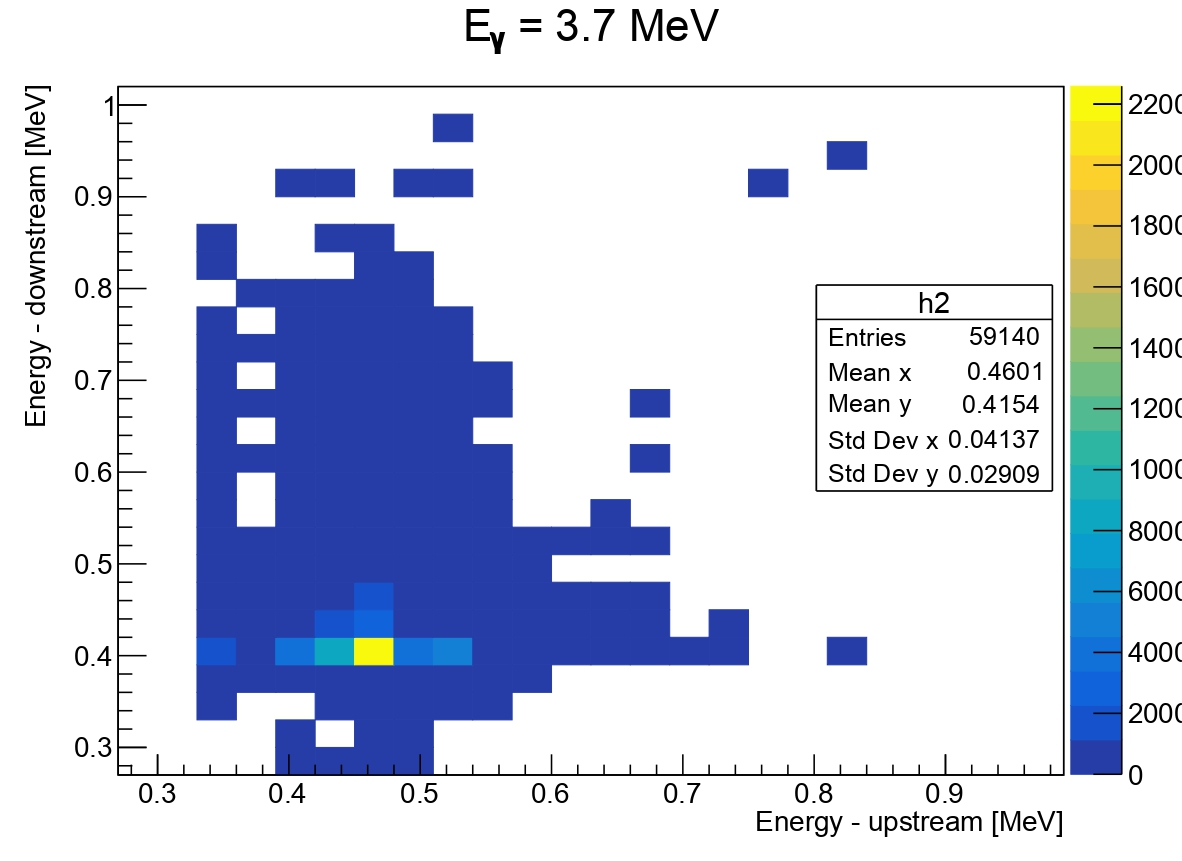 Eγ = 3.7 MeV
Energy - downstream [MeV]
1
0.9
0.8
0.7
0.6
0.5
0.4
0.3
0.3 0.4 0.5 0.6 0.7 0.8 0.9
Energy - upstream [MeV]
h2
Entries 59140
Mean x 0.4601
Mean y 0.4154
Std Dev x 0.04137
Std Dev y 0.02909
2200
2000
1800
1600
1400
1200
1000
8000
6000
4000
2000
0